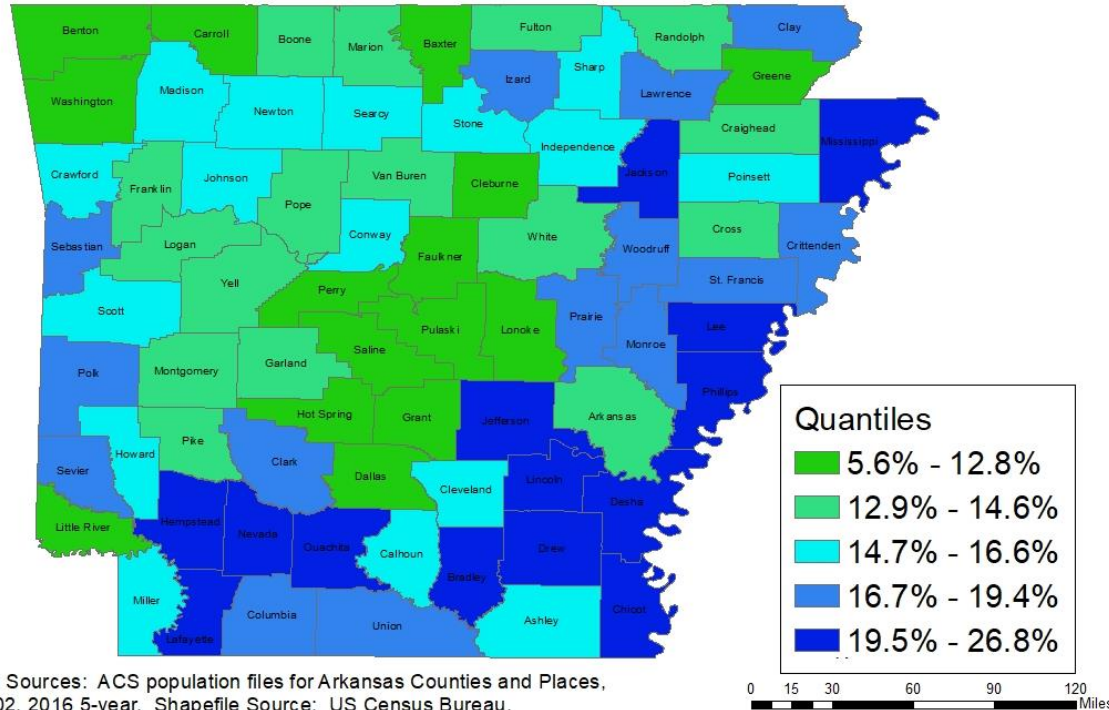 Benton
Carroll
Boone
Marion
Baxter
Fulton
Randolph
Clay
Sharp
Izard
Greene
Lawrence
Washington
Madison
Newton
Searcy
Stone
Craighead
Mississippi
Independence
Jackson
Poinsett
Crawford
Franklin
Johnson
Pope
Van Buren
Cleburne
Sebastian
Logan
Conway
Faulkner
White
Woodruff
Cross
Crittenden
Yell
Perry
St. Francis
Scott
Pulaski
Lonoke
Prairie
Monroe
Lee
Saline
Polk
Montgomery
Garland
Phillips
Hot Spring
Grant
Jefferson
Arkansas
Howard
Pike
Sevier
Clark
Dallas
Cleveland
Lincoln
Desha
Little River
Hempstead
Nevada
Ouachita
Calhoun
Bradley
Drew
Miller
Lafayette
Columbia
Union
Ashley
Chicot
Quantiles
5.6% - 12.8%
12.9% - 14.6%
14.7% - 16.6%
16.7% - 19.4%
19.5% - 26.8%
Sources: ACS population files for Arkansas Counties and Places,
02, 2016 5-year. Shapefile Source: US Census Bureau.
0 15 30 60 90 120
Miles